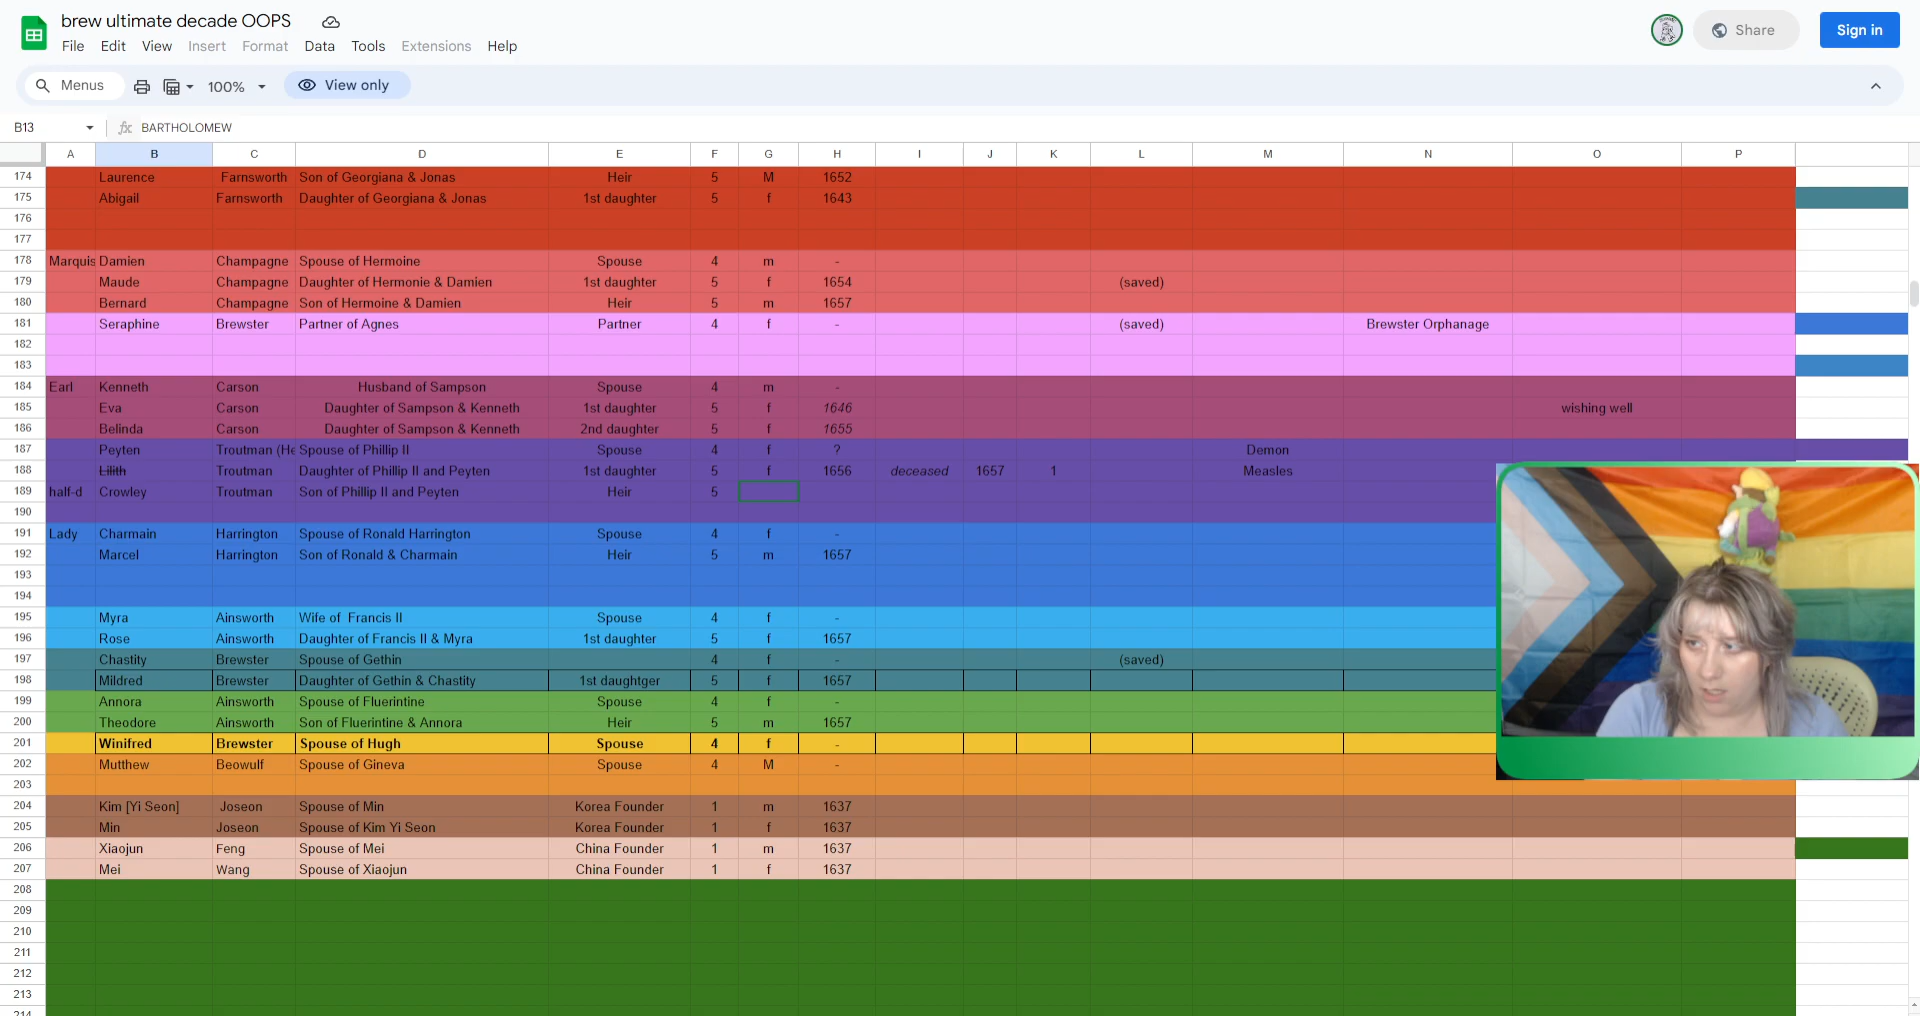 brew ultimate decade OOPS
File Edit View Insert Format Data Tools Extensions Help
Share
Sign in
Menus 100% View only
B13 fx BARTHOLOMEW
A B C D E F G H I J K L M N O P
174 Laurence Farnsworth Son of Georgiana & Jonas Heir 5 M 1652
175 Abigail Farnsworth Daughter of Georgiana & Jonas 1st daughter 5 f 1643
176
177
178 Marquis Damien Champagne Spouse of Hermoine Spouse 4 m -
179 Maude Champagne Daughter of Hermonie & Damien 1st daughter 5 f 1654 (saved)
180 Bernard Champagne Son of Hermoine & Damien Heir 5 m 1657
181 Seraphine Brewster Partner of Agnes Partner 4 f - (saved) Brewster Orphanage
182
183
184 Earl Kenneth Carson Husband of Sampson Spouse 4 m -
185 Eva Carson Daughter of Sampson & Kenneth 1st daughter 5 f 1646 wishing well
186 Belinda Carson Daughter of Sampson & Kenneth 2nd daughter 5 f 1655
187 Peyten Troutman (He Spouse of Phillip II Spouse 4 f ? Demon
188 Lilith Troutman Daughter of Phillip II and Peyten 1st daughter 5 f 1656 deceased 1657 1 Measles
189 half-d Crowley Troutman Son of Phillip II and Peyten Heir 5
190
191 Lady Charmain Harrington Spouse of Ronald Harrington Spouse 4 f -
192 Marcel Harrington Son of Ronald & Charmain Heir 5 m 1657
193
194
195 Myra Ainsworth Wife of Francis II Spouse 4 f -
196 Rose Ainsworth Daughter of Francis II & Myra 1st daughter 5 f 1657
197 Chastity Brewster Spouse of Gethin 4 f - (saved)
198 Mildred Brewster Daughter of Gethin & Chastity 1st daughtger 5 f 1657
199 Annora Ainsworth Spouse of Fluerintine Spouse 4 f -
200 Theodore Ainsworth Son of Fluerintine & Annora Heir 5 m 1657
201 Winifred Brewster Spouse of Hugh Spouse 4 f -
202 Mutthew Beowulf Spouse of Gineva Spouse 4 M -
203
204 Kim [Yi Seon] Joseon Spouse of Min Korea Founder 1 m 1637
205 Min Joseon Spouse of Kim Yi Seon Korea Founder 1 f 1637
206 Xiaojun Feng Spouse of Mei China Founder 1 m 1637
207 Mei Wang Spouse of Xiaojun China Founder 1 f 1637
208
209
210
211
212
213
214